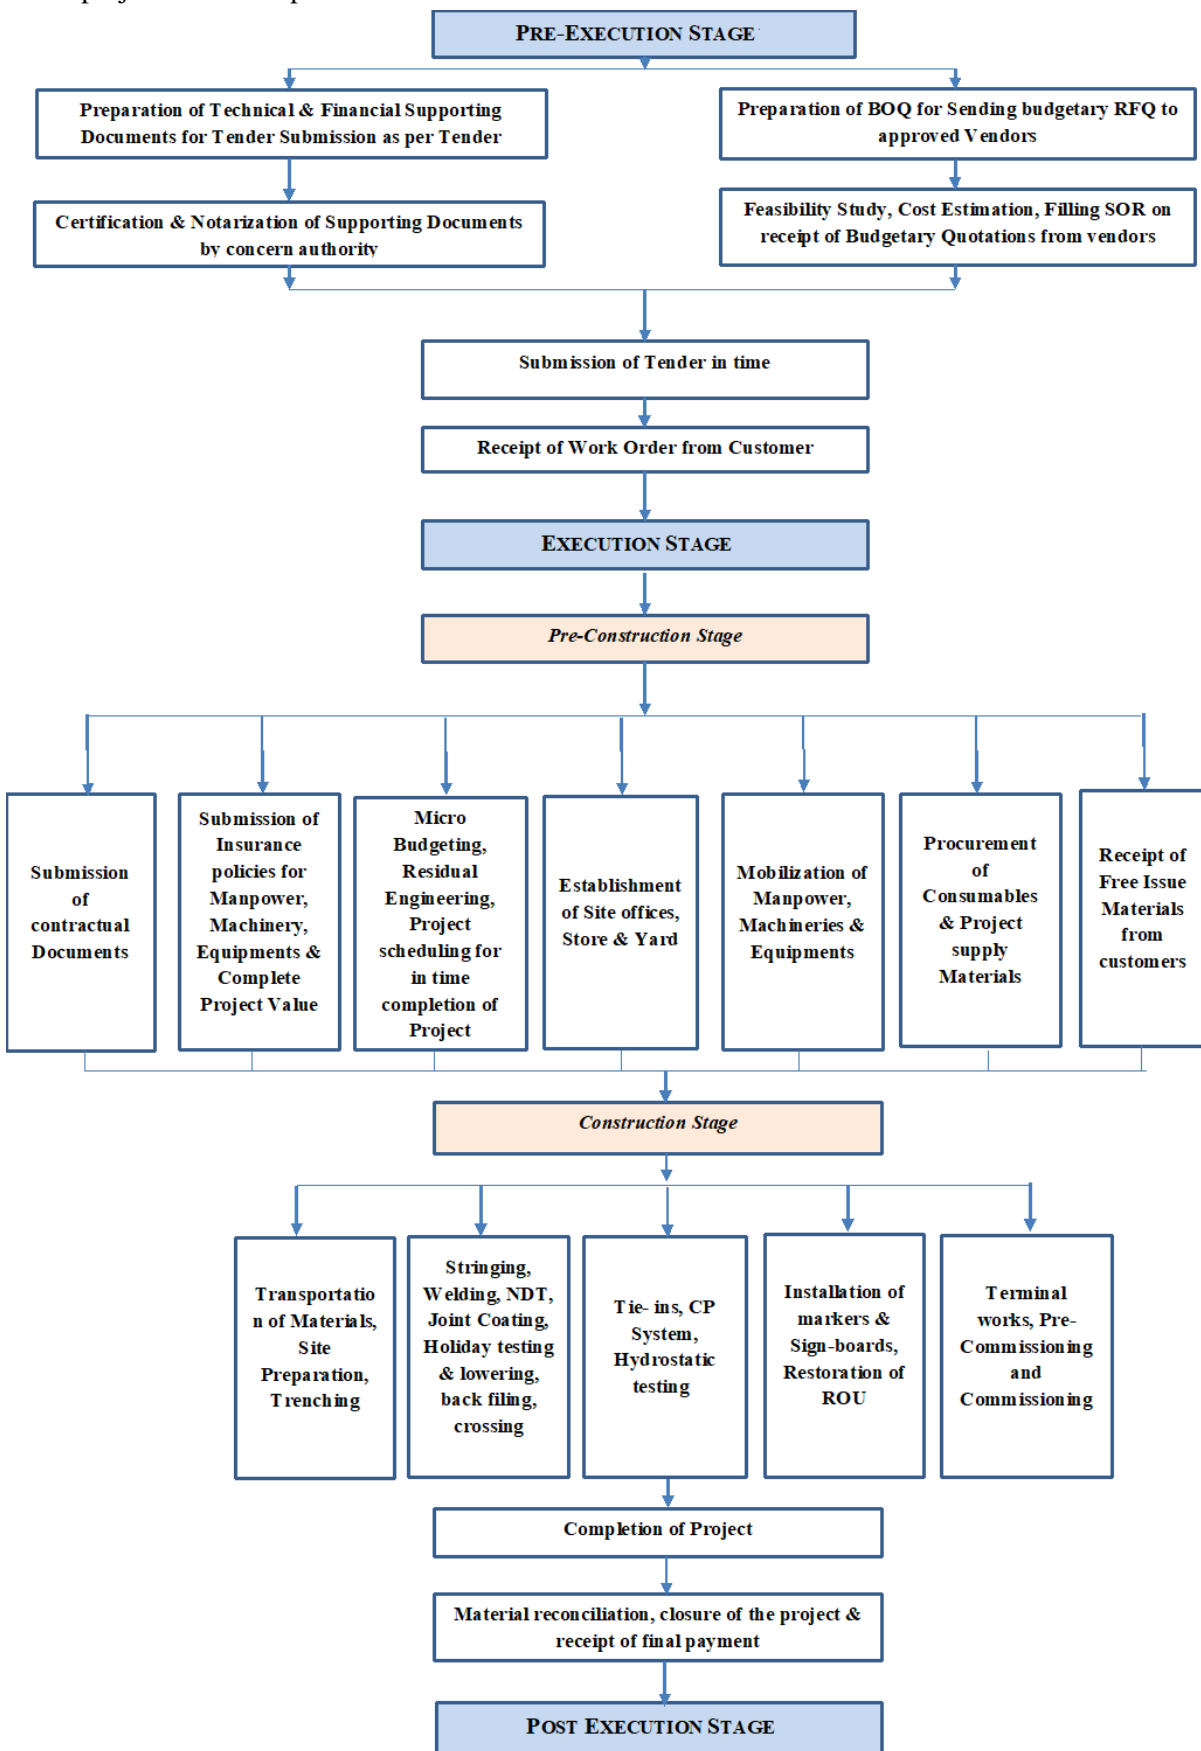 PRE-EXECUTION STAGE
Preparation of Technical & Financial Supporting
Documents for Tender Submission as per Tender
Preparation of BOQ for Sending budgetary RFQ to
approved Vendors
Certification & Notarization of Supporting Documents
by concern authority
Feasibility Study, Cost Estimation, Filling SOR on
receipt of Budgetary Quotations from vendors
Submission of Tender in time
Receipt of Work Order from Customer
EXECUTION STAGE
Pre-Construction Stage
Submission
of
contractual
Documents
Submission of
Insurance
policies for
Manpower,
Machinery,
Equipments &
Complete
Project Value
Micro
Budgeting,
Residual
Engineering,
Project
scheduling for
in time
completion of
Project
Establishment
of Site offices,
Store & Yard
Mobilization of
Manpower,
Machineries &
Equipments
Procurement
of
Consumables
& Project
supply
Materials
Receipt of
Free Issue
Materials
from
customers
Construction Stage
Transportatio
n of Materials,
Site
Preparation,
Trenching
Stringing,
Welding, NDT,
Joint Coating,
Holiday testing
& lowering,
back filing,
crossing
Tie- ins, CP
System,
Hydrostatic
testing
Installation of
markers &
Sign-boards,
Restoration of
ROU
Terminal
works, Pre-
Commissioning
and
Commissioning
Completion of Project
Material reconciliation, closure of the project &
receipt of final payment
POST EXECUTION STAGE